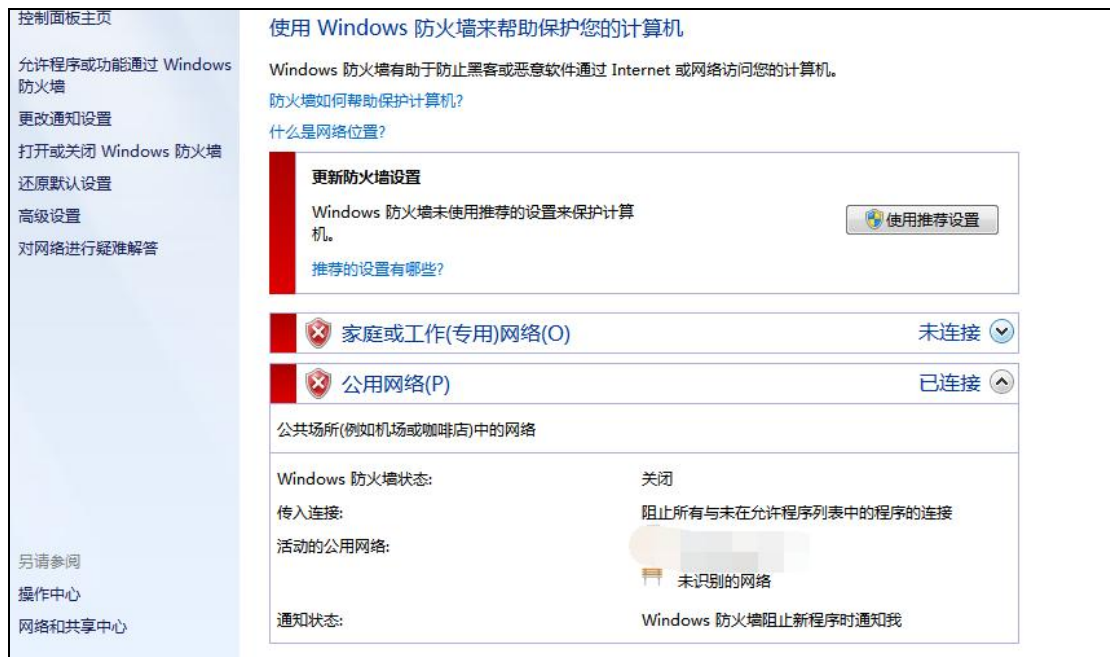 控制面板主页
允许程序或功能通过 Windows
防火墙
更改通知设置
打开或关闭 Windows 防火墙
还原默认设置
高级设置
对网络进行疑难解答
另请参阅
操作中心
网络和共享中心
使用 Windows 防火墙来帮助保护您的计算机
Windows 防火墙有助于防止黑客或恶意软件通过 Internet 或网络访问您的计算机。
防火墙如何帮助保护计算机?
什么是网络位置?
更新防火墙设置
Windows 防火墙未使用推荐的设置来保护计算
机。
使用推荐设置
推荐的设置有哪些?
家庭或工作(专用)网络(O) 未连接
公用网络(P) 已连接
公共场所(例如机场或咖啡店)中的网络
Windows 防火墙状态: 关闭
传入连接: 阻止所有与未在允许程序列表中的程序的连接
活动的公用网络:
未识别的网络
通知状态: Windows 防火墙阻止新程序时通知我